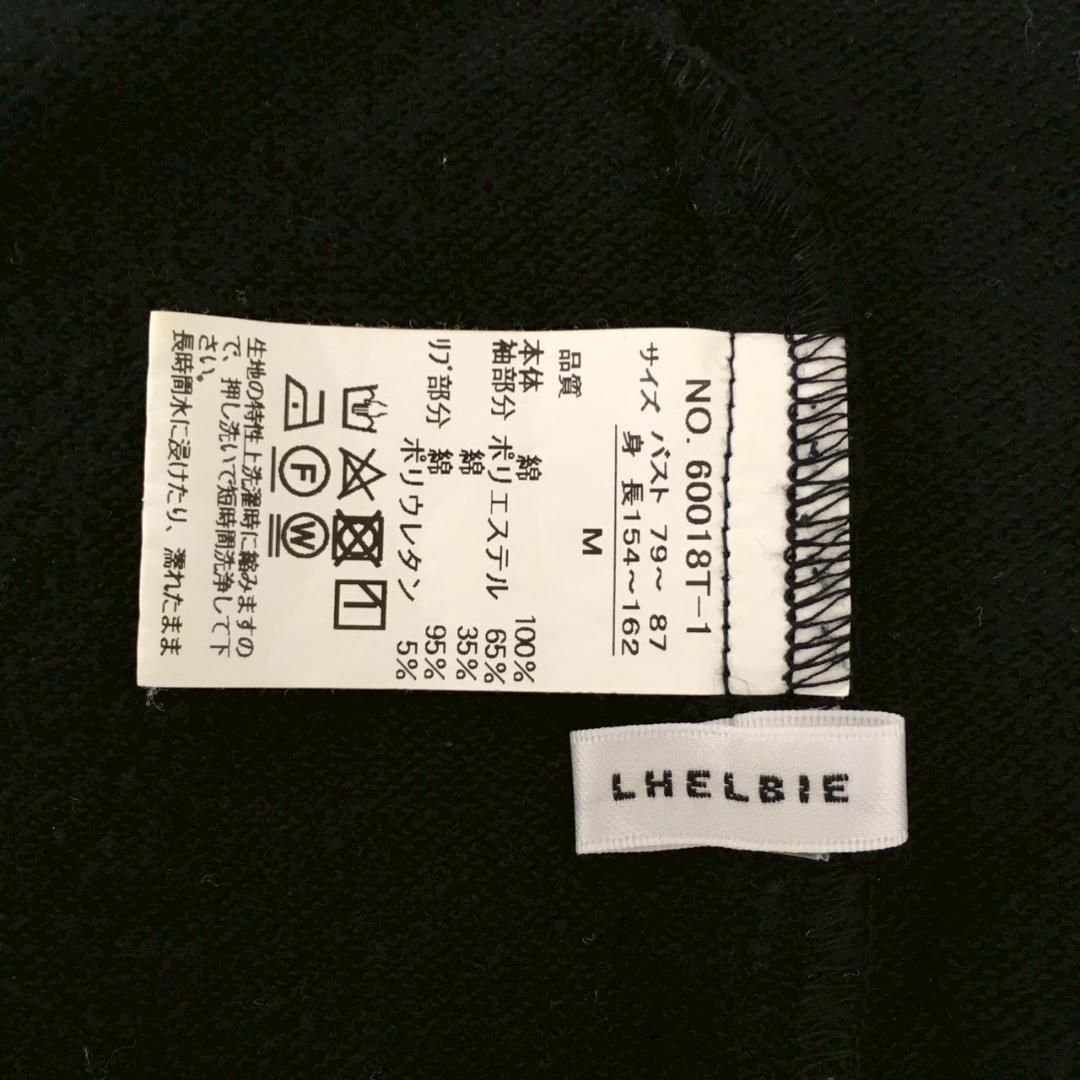 NO. 60018T-1
サイズ バスト 79〜 87
身 長154〜162
M
品質
本体 綿 100%
袖部分 ポリエステル 65%
綿 35%
リブ部分 綿 95%
ポリウレタン 5%
F
W
生地の特性上洗濯時に縮みますの
で、押し洗いで短時間洗浄して下
さい。
長時間水に浸けたり、濡れたまま
LHELBIE